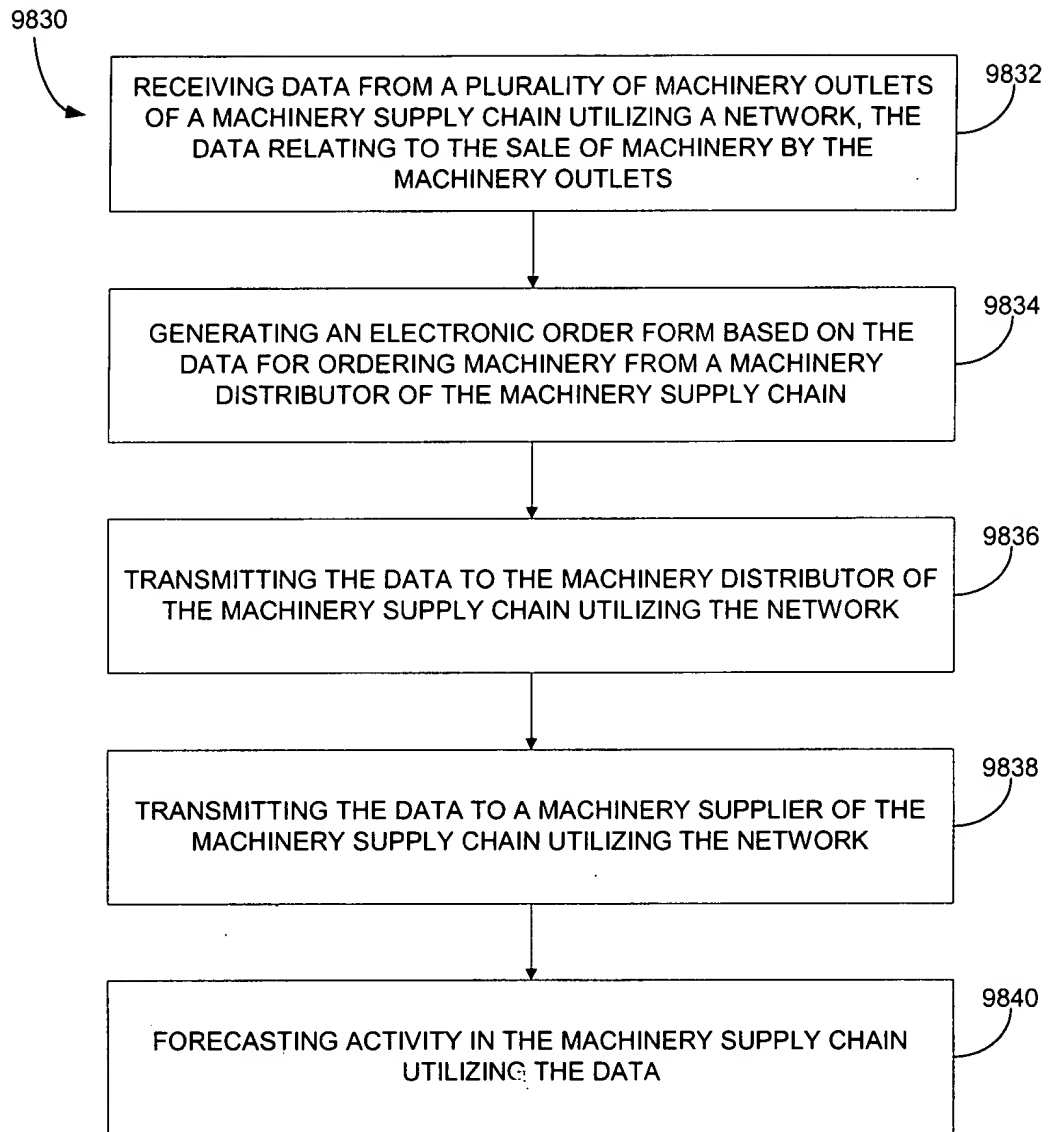 9830
RECEIVING DATA FROM A PLURALITY OF MACHINERY OUTLETS
OF A MACHINERY SUPPLY CHAIN UTILIZING A NETWORK, THE
DATA RELATING TO THE SALE OF MACHINERY BY THE
MACHINERY OUTLETS
9832
GENERATING AN ELECTRONIC ORDER FORM BASED ON THE
DATA FOR ORDERING MACHINERY FROM A MACHINERY
DISTRIBUTOR OF THE MACHINERY SUPPLY CHAIN
9834
TRANSMITTING THE DATA TO THE MACHINERY DISTRIBUTOR OF
THE MACHINERY SUPPLY CHAIN UTILIZING THE NETWORK
9836
TRANSMITTING THE DATA TO A MACHINERY SUPPLIER OF THE
MACHINERY SUPPLY CHAIN UTILIZING THE NETWORK
9838
FORECASTING ACTIVITY IN THE MACHINERY SUPPLY CHAIN
UTILIZING THE DATA
9840